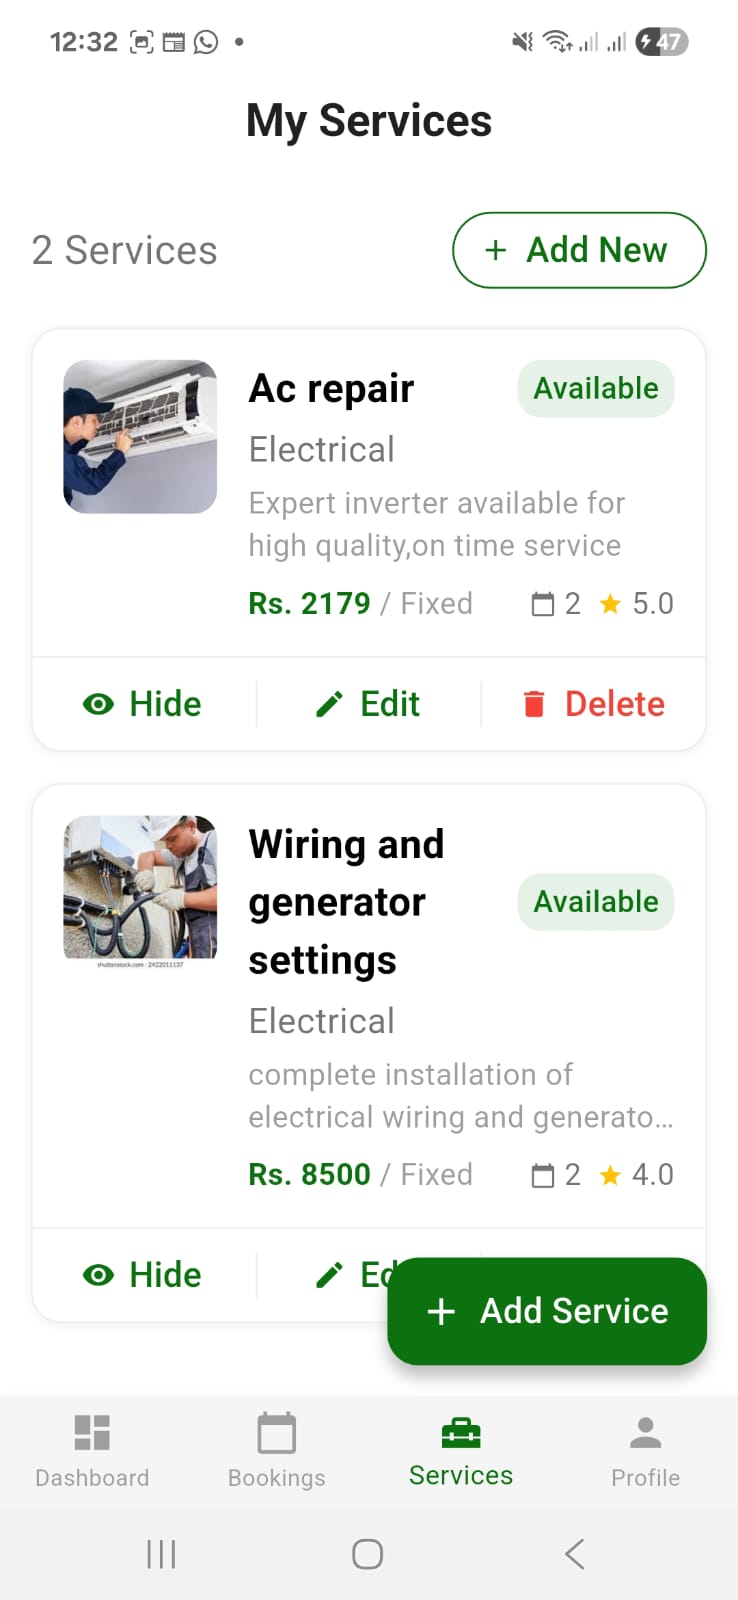 12:32
47
My Services
2 Services
+ Add New
Ac repair
Available
Electrical
Expert inverter available for
high quality,on time service
Rs. 2179 / Fixed 2 5.0
Hide Edit Delete
Wiring and
generator
settings
Available
shutterstock.com · 2422011137
Electrical
complete installation of
electrical wiring and generato...
Rs. 8500 / Fixed 2 4.0
Hide Ed
+ Add Service
Dashboard Bookings Services Profile